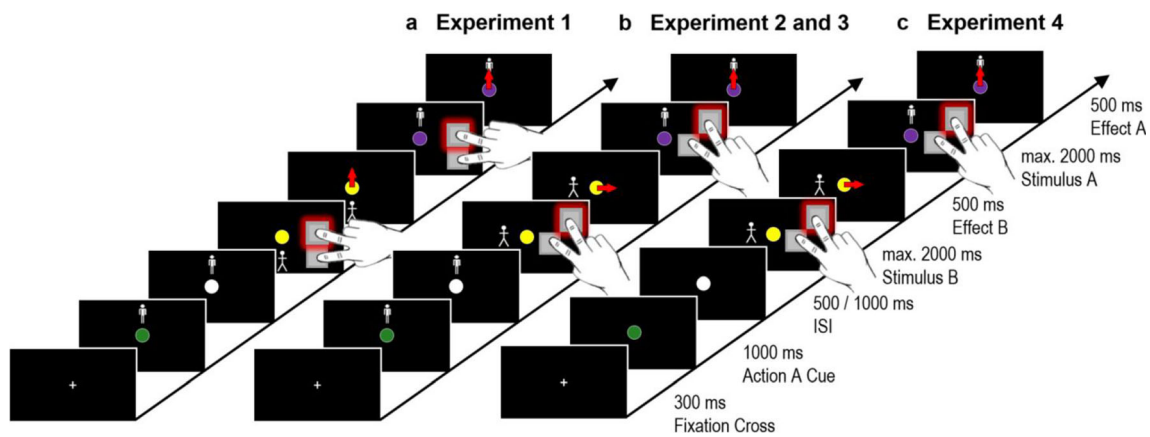 a Experiment 1
b Experiment 2 and 3
c Experiment 4
500 ms
Effect A
max. 2000 ms
Stimulus A
500 ms
Effect B
max. 2000 ms
Stimulus B
500 / 1000 ms
ISI
1000 ms
Action A Cue
300 ms
Fixation Cross